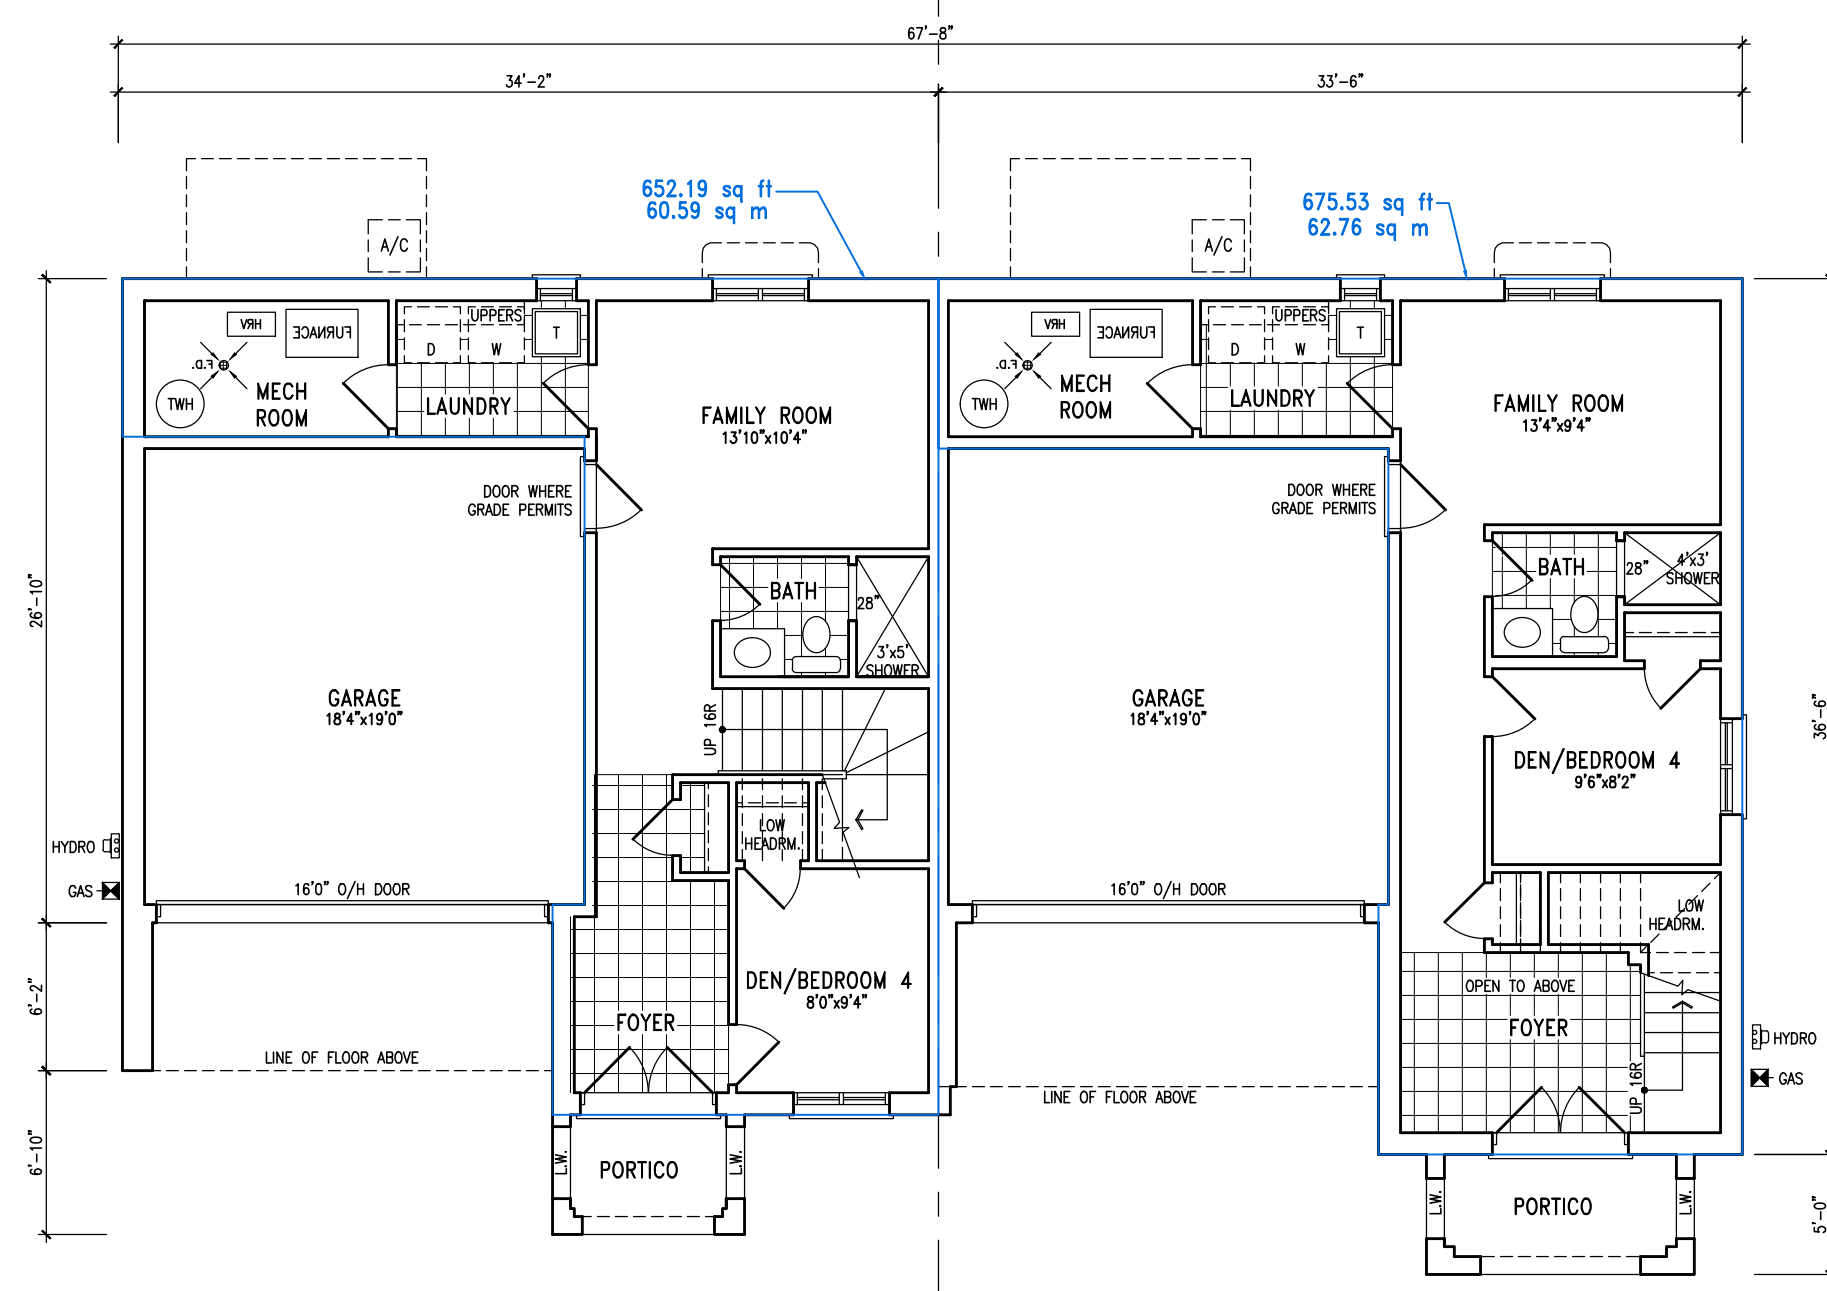 67'-8"
34'-2"
33'-6"
652.19 sq ft
60.59 sq m
675.53 sq ft
62.76 sq m
A/C
A/C
HRV
FURNACE
UPPERS
D
W
T
F.D.
MECH
ROOM
HWT
LAUNDRY
FAMILY ROOM
13'10"x10'4"
HRV
FURNACE
UPPERS
D
W
T
F.D.
MECH
ROOM
HWT
LAUNDRY
FAMILY ROOM
13'4"x9'4"
DOOR WHERE
GRADE PERMITS
DOOR WHERE
GRADE PERMITS
26'-10"
BATH
28"
3'x5'
SHOWER
BATH
28"
4'x3'
SHOWER
GARAGE
18'4"x19'0"
UP 16R
GARAGE
18'4"x19'0"
DEN/BEDROOM 4
9'6"x8'2"
36'-6"
HYDRO
GAS
16'0" O/H DOOR
LOW
HEADRM.
16'0" O/H DOOR
LOW
HEADRM.
6'-2"
DEN/BEDROOM 4
8'0"x9'4"
FOYER
OPEN TO ABOVE
FOYER
HYDRO
GAS
LINE OF FLOOR ABOVE
LINE OF FLOOR ABOVE
UP 16R
6'-10"
L.W.
PORTICO
L.W.
L.W.
PORTICO
L.W.
5'-0"